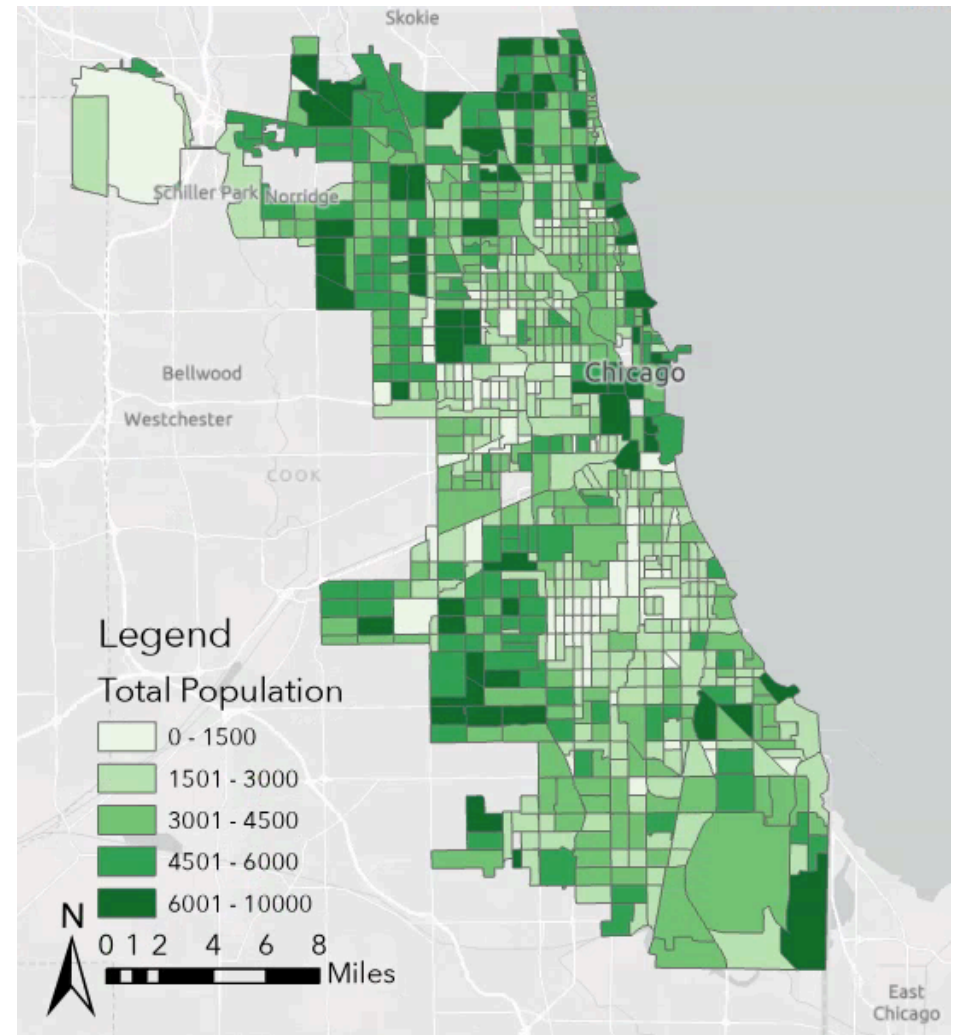 Skokie
Schiller Park
Norridge
Bellwood
Chicago
Westchester
COOK
Legend
Total Population
0 - 1500
1501 - 3000
3001 - 4500
4501 - 6000
6001 - 10000
N
0 1 2 4 6 8
Miles
East
Chicago